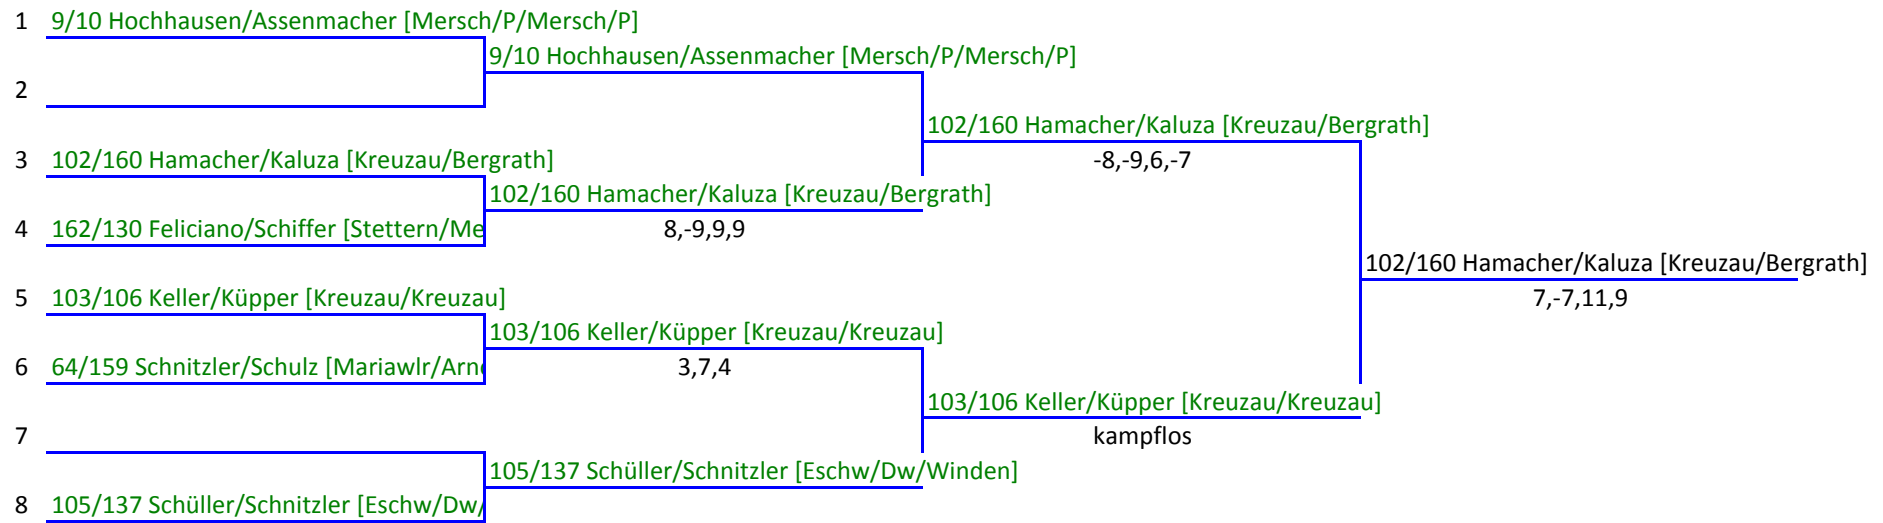 1 9/10 Hochhausen/Assenmacher [Mersch/P/Mersch/P]
9/10 Hochhausen/Assenmacher [Mersch/P/Mersch/P]
2
102/160 Hamacher/Kaluza [Kreuzau/Bergrath]
-8,-9,6,-7
3 102/160 Hamacher/Kaluza [Kreuzau/Bergrath]
102/160 Hamacher/Kaluza [Kreuzau/Bergrath]
8,-9,9,9
4 162/130 Feliciano/Schiffer [Stettern/Me
102/160 Hamacher/Kaluza [Kreuzau/Bergrath]
7,-7,11,9
5 103/106 Keller/Küpper [Kreuzau/Kreuzau]
103/106 Keller/Küpper [Kreuzau/Kreuzau]
3,7,4
6 64/159 Schnitzler/Schulz [Mariawlr/Arn
103/106 Keller/Küpper [Kreuzau/Kreuzau]
kampflos
7
105/137 Schüller/Schnitzler [Eschw/Dw/Winden]
8 105/137 Schüller/Schnitzler [Eschw/Dw/